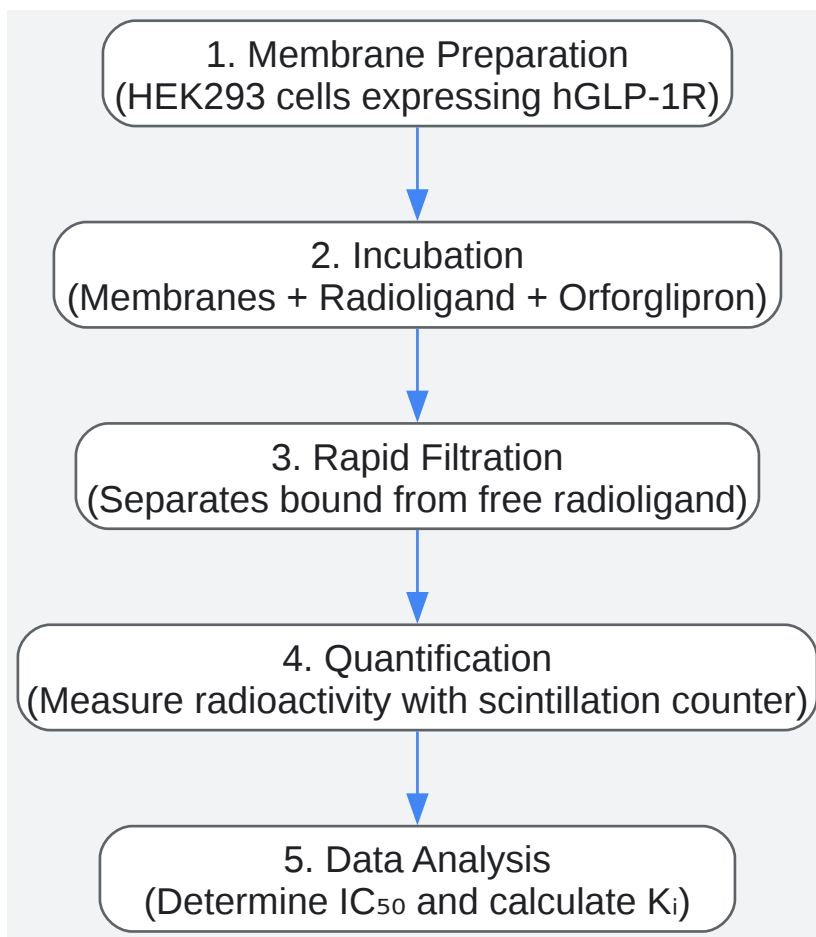 1. Membrane Preparation
(HEK293 cells expressing hGLP-1R)
2. Incubation
(Membranes + Radioligand + Orforglipron)
3. Rapid Filtration
(Separates bound from free radioligand)
4. Quantification
(Measure radioactivity with scintillation counter)
5. Data Analysis
(Determine IC₅₀ and calculate Kᵢ)